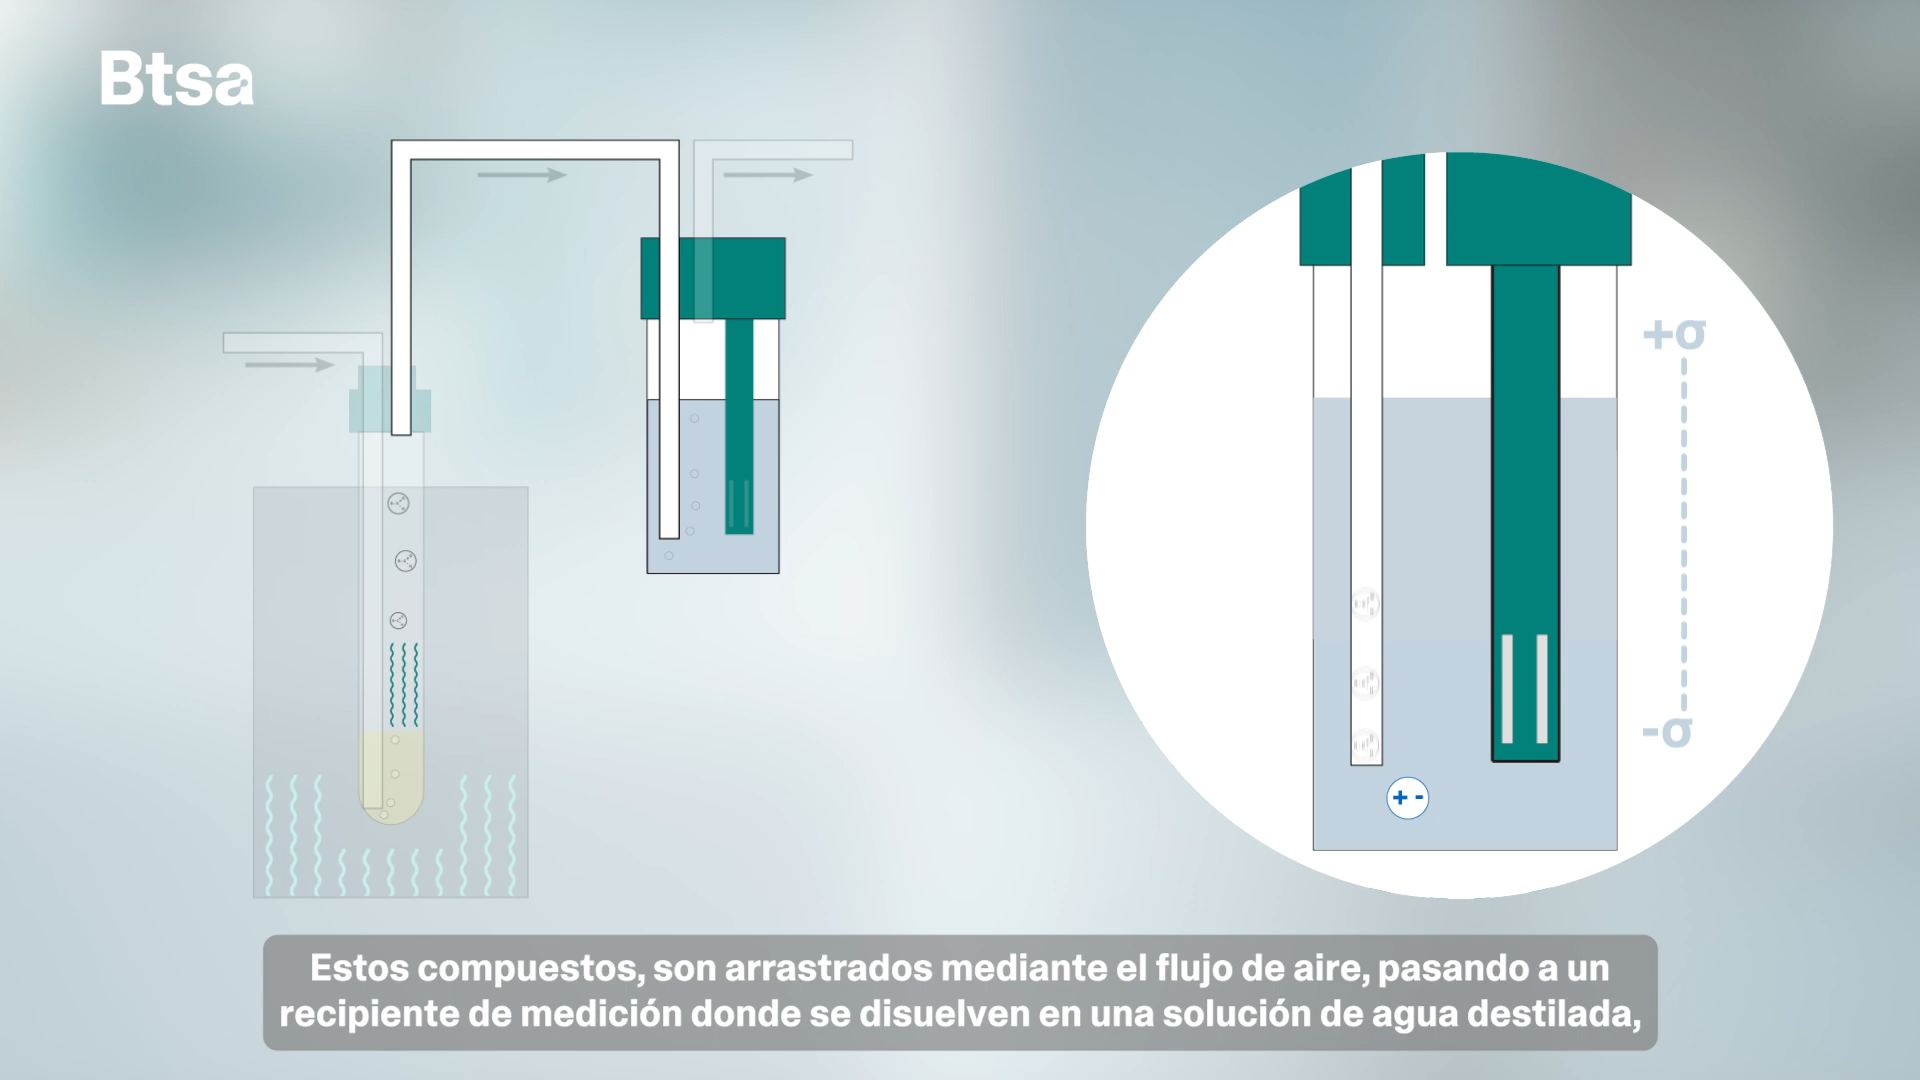 Btsa
+σ
-σ
+ -
Estos compuestos, son arrastrados mediante el flujo de aire, pasando a un
recipiente de medición donde se disuelven en una solución de agua destilada,